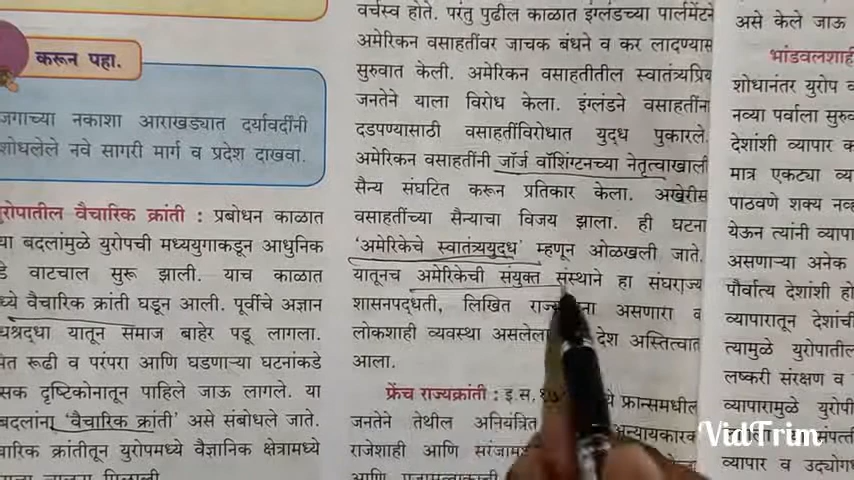 करून पहा.
जगाच्या नकाशा आराखड्यात दर्यावर्दींनी
शोधलेले नवे सागरी मार्ग व प्रदेश दाखवा.
वैचारिक क्रांती : प्रबोधन काळात
या बदलांमुळे युरोपची मध्ययुगाकडून आधुनिक
वाटचाल सुरू झाली. याच काळात
वैचारिक क्रांती घडून आली. पूर्वीचे अज्ञान
यातून समाज बाहेर पडू लागला.
रूढी व परंपरा आणि घडणाऱ्या घटनांकडे
दृष्टिकोनातून पाहिले जाऊ लागले. या
बदलांना 'वैचारिक क्रांती' असे संबोधले जाते.
क्रांतीतून युरोपमध्ये वैज्ञानिक क्षेत्रामध्ये
वर्चस्व होते. परंतु पुढील काळात इंग्लंडच्या पार्लमेंटने
अमेरिकन वसाहतींवर जाचक बंधने व कर लादण्यास
सुरुवात केली. अमेरिकन वसाहतीतील स्वातंत्र्यप्रिय
जनतेने याला विरोध केला. इंग्लंडने वसाहतींना
दडपण्यासाठी वसाहतींविरोधात युद्ध पुकारले.
अमेरिकन वसाहतींनी जॉर्ज वॉशिंग्टनच्या नेतृत्वाखाली
सैन्य संघटित करून प्रतिकार केला. अखेरीस
वसाहतींच्या सैन्याचा विजय झाला. ही घटना
'अमेरिकेचे स्वातंत्र्ययुद्ध' म्हणून ओळखली जाते.
यातूनच अमेरिकेची संयुक्त संस्थाने हा संघराज्य
शासनपद्धती, लिखित असणारा व
लोकशाही व्यवस्था असलेला देश अस्तित्वात
आला.
फ्रेंच राज्यक्रांती : इ.स. फ्रान्समधील
जनतेने तेथील अनियंत्रित
राजेशाही आणि
आणि
असे केले जाऊ
भांडवलशाही
शोधानंतर युरोप
नव्या पर्वाला
देशांशी व्यापार
मात्र एकट्या
पाठवणे शक्य
येऊन त्यांनी
असणाऱ्या अनेक
पौर्वात्य देशांशी
व्यापारातून
त्यामुळे
लष्करी संरक्षण व
व्यापारामुळे
व्यापार व
VidTrim